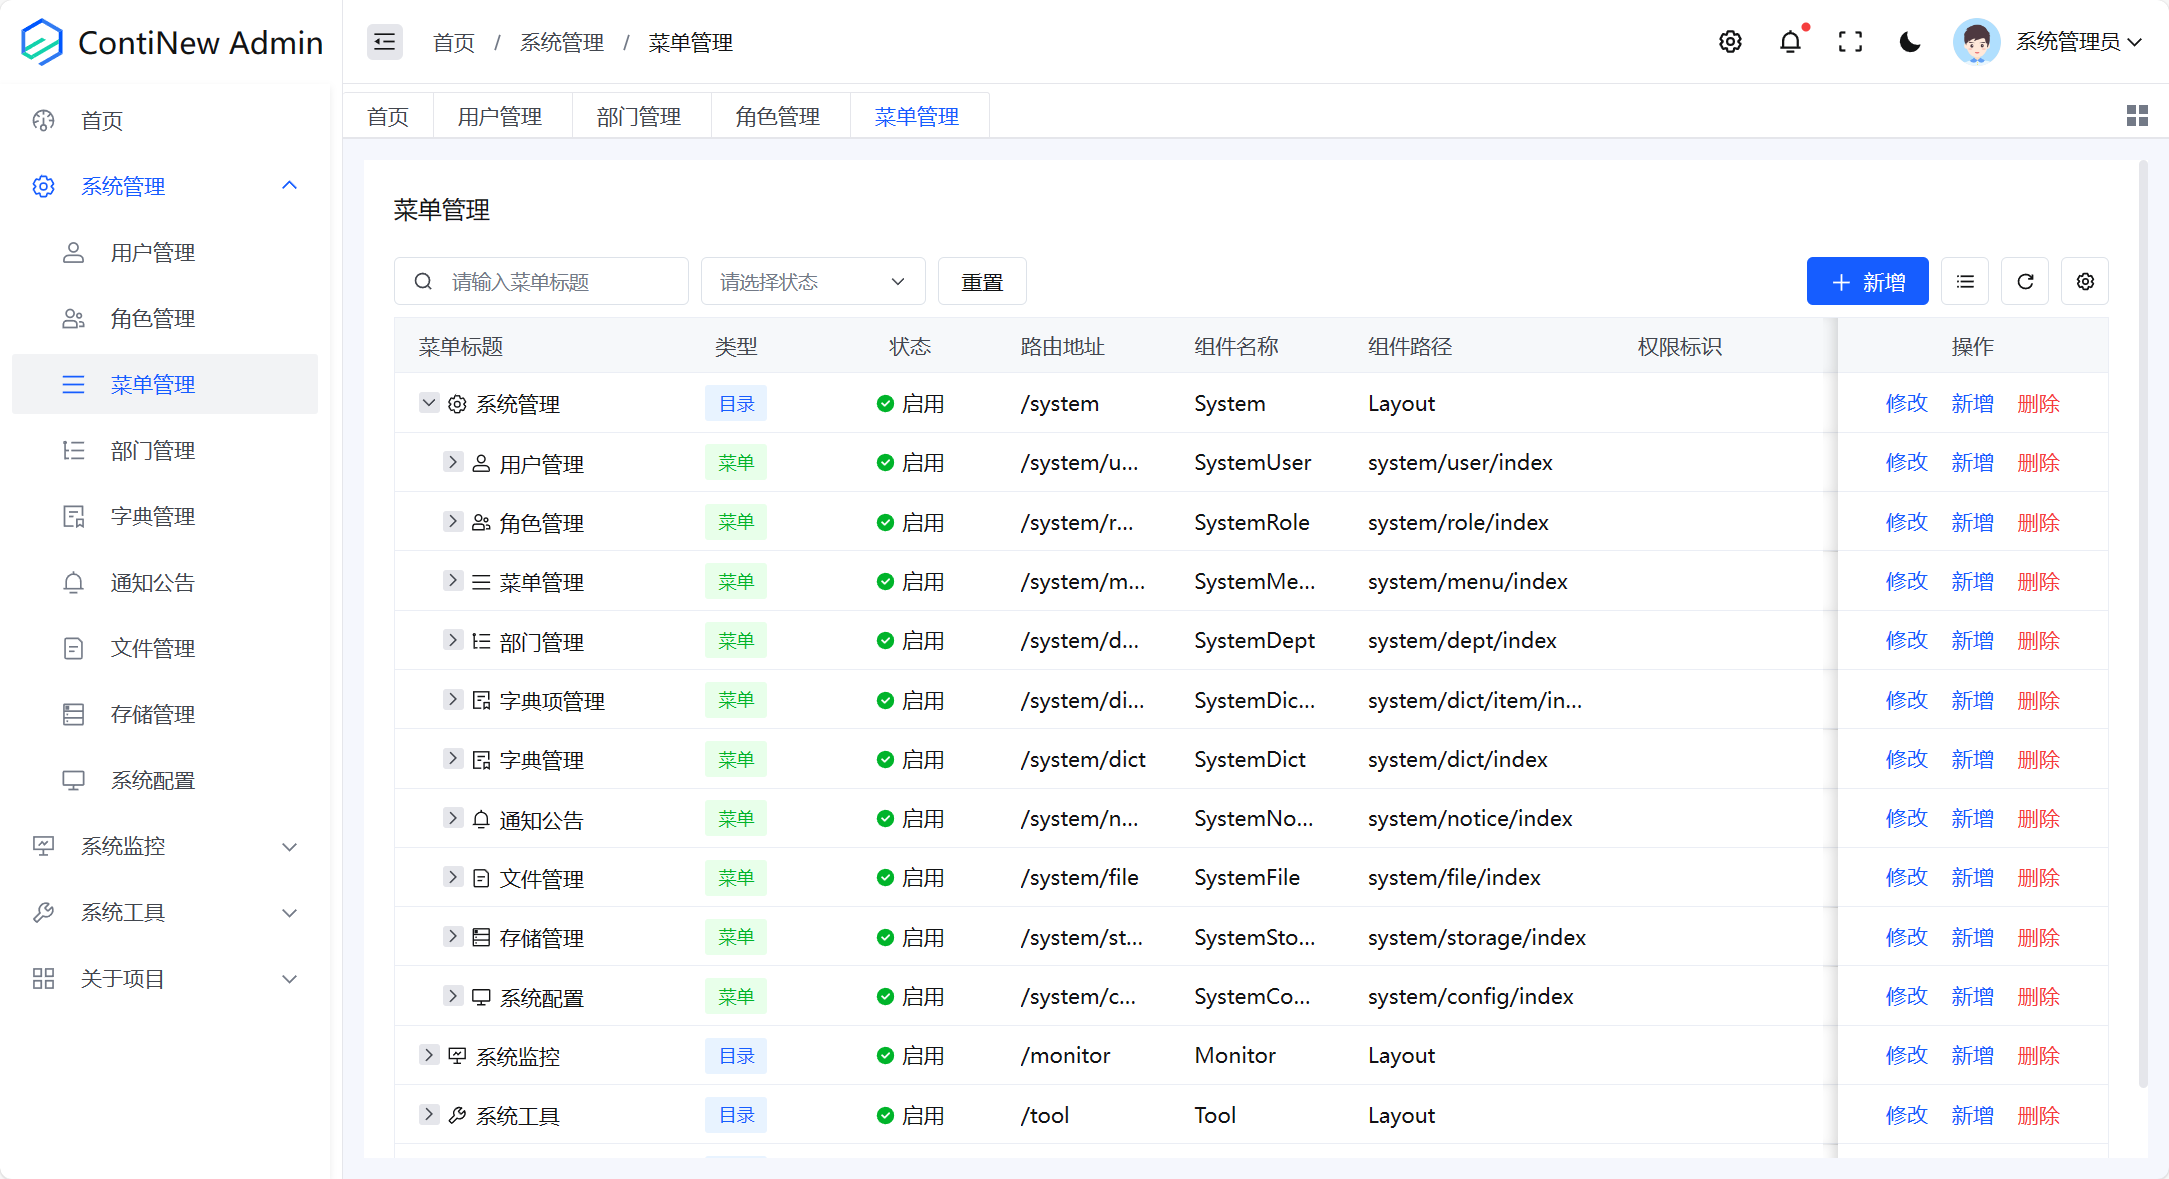 ContiNew Admin
首页 / 系统管理 / 菜单管理
系统管理员
首页
系统管理
用户管理
角色管理
菜单管理
部门管理
字典管理
通知公告
文件管理
存储管理
系统配置
系统监控
系统工具
关于项目
首页 用户管理 部门管理 角色管理 菜单管理
菜单管理
请输入菜单标题 请选择状态 重置 新增
菜单标题 类型 状态 路由地址 组件名称 组件路径 权限标识 操作
系统管理 目录 启用 /system System Layout 修改 新增 删除
用户管理 菜单 启用 /system/u... SystemUser system/user/index 修改 新增 删除
角色管理 菜单 启用 /system/r... SystemRole system/role/index 修改 新增 删除
菜单管理 菜单 启用 /system/m... SystemMe... system/menu/index 修改 新增 删除
部门管理 菜单 启用 /system/d... SystemDept system/dept/index 修改 新增 删除
字典项管理 菜单 启用 /system/di... SystemDic... system/dict/item/in... 修改 新增 删除
字典管理 菜单 启用 /system/dict SystemDict system/dict/index 修改 新增 删除
通知公告 菜单 启用 /system/n... SystemNo... system/notice/index 修改 新增 删除
文件管理 菜单 启用 /system/file SystemFile system/file/index 修改 新增 删除
存储管理 菜单 启用 /system/st... SystemSto... system/storage/index 修改 新增 删除
系统配置 菜单 启用 /system/c... SystemCo... system/config/index 修改 新增 删除
系统监控 目录 启用 /monitor Monitor Layout 修改 新增 删除
系统工具 目录 启用 /tool Tool Layout 修改 新增 删除